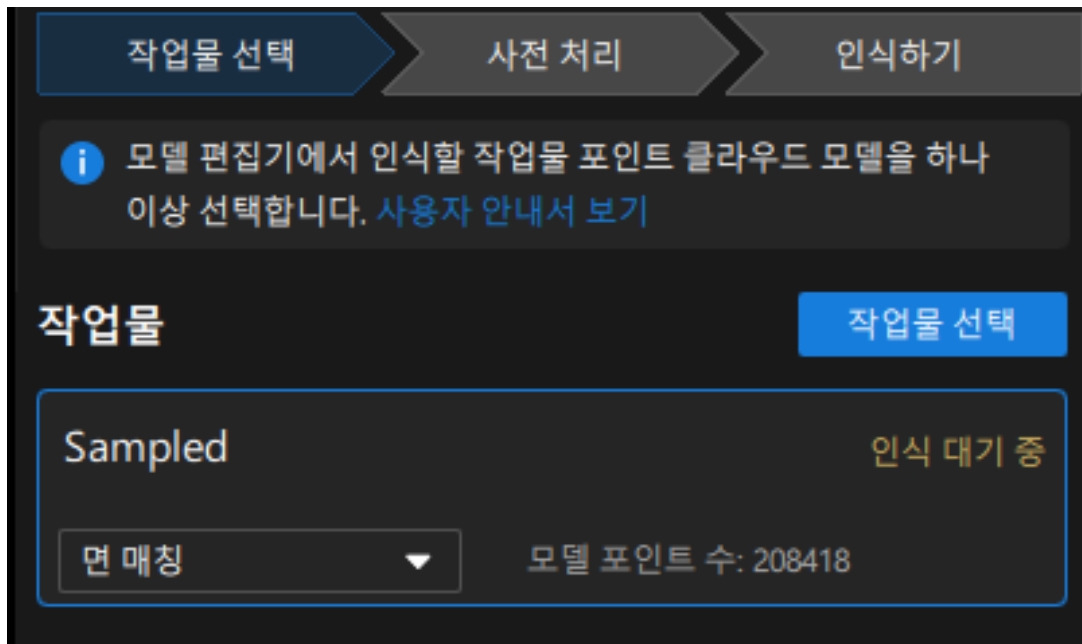 작업물 선택 사전 처리 인식하기
모델 편집기에서 인식할 작업물 포인트 클라우드 모델을 하나
이상 선택합니다. 사용자 안내서 보기
작업물 작업물 선택
Sampled 인식 대기 중
면 매칭 모델 포인트 수: 208418